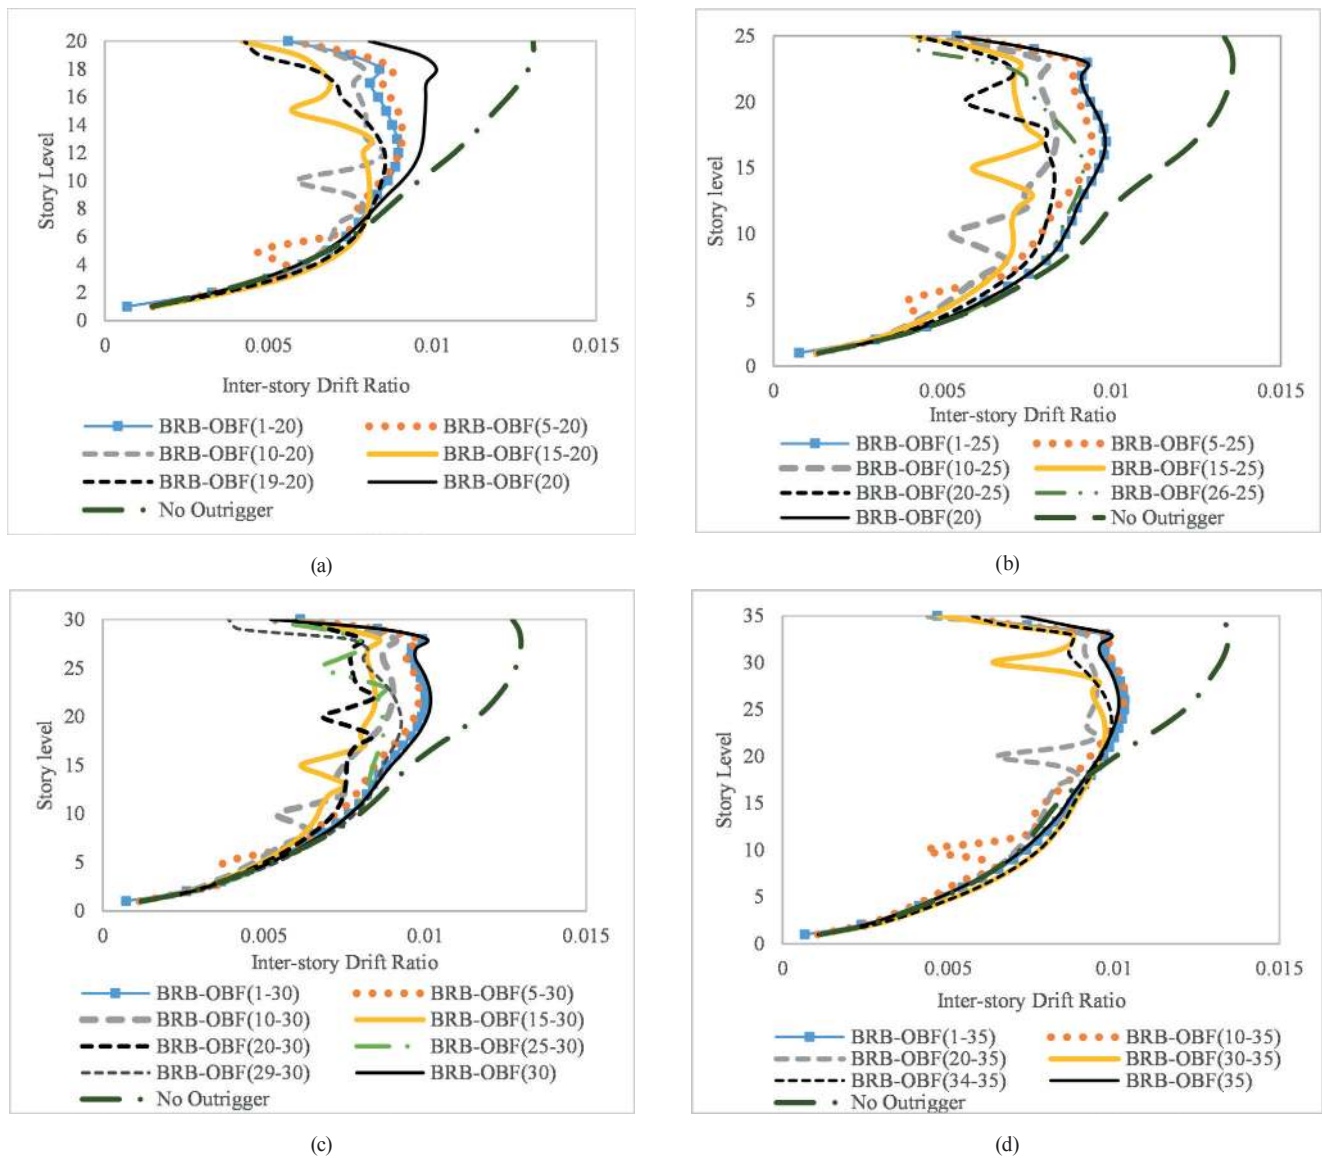 20
18
16
14
12
10
8
6
4
2
0
Story Level
0 0.005 0.01 0.015
Inter-story Drift Ratio
BRB-OBF(1-20) BRB-OBF(5-20)
BRB-OBF(10-20) BRB-OBF(15-20)
BRB-OBF(19-20) BRB-OBF(20)
No Outrigger
(a)
25
20
15
10
5
0
Story level
0 0.005 0.01 0.015
Inter-story Drift Ratio
BRB-OBF(1-25) BRB-OBF(5-25)
BRB-OBF(10-25) BRB-OBF(15-25)
BRB-OBF(20-25) BRB-OBF(26-25)
BRB-OBF(20) No Outrigger
(b)
30
25
20
15
10
5
0
Story level
0 0.005 0.01 0.015
Inter-story Drift Ratio
BRB-OBF(1-30) BRB-OBF(5-30)
BRB-OBF(10-30) BRB-OBF(15-30)
BRB-OBF(20-30) BRB-OBF(25-30)
BRB-OBF(29-30) BRB-OBF(30)
No Outrigger
(c)
35
30
25
20
15
10
5
0
Story Level
0 0.005 0.01 0.015
Inter-story Drift Ratio
BRB-OBF(1-35) BRB-OBF(10-35)
BRB-OBF(20-35) BRB-OBF(30-35)
BRB-OBF(34-35) BRB-OBF(35)
No Outrigger
(d)